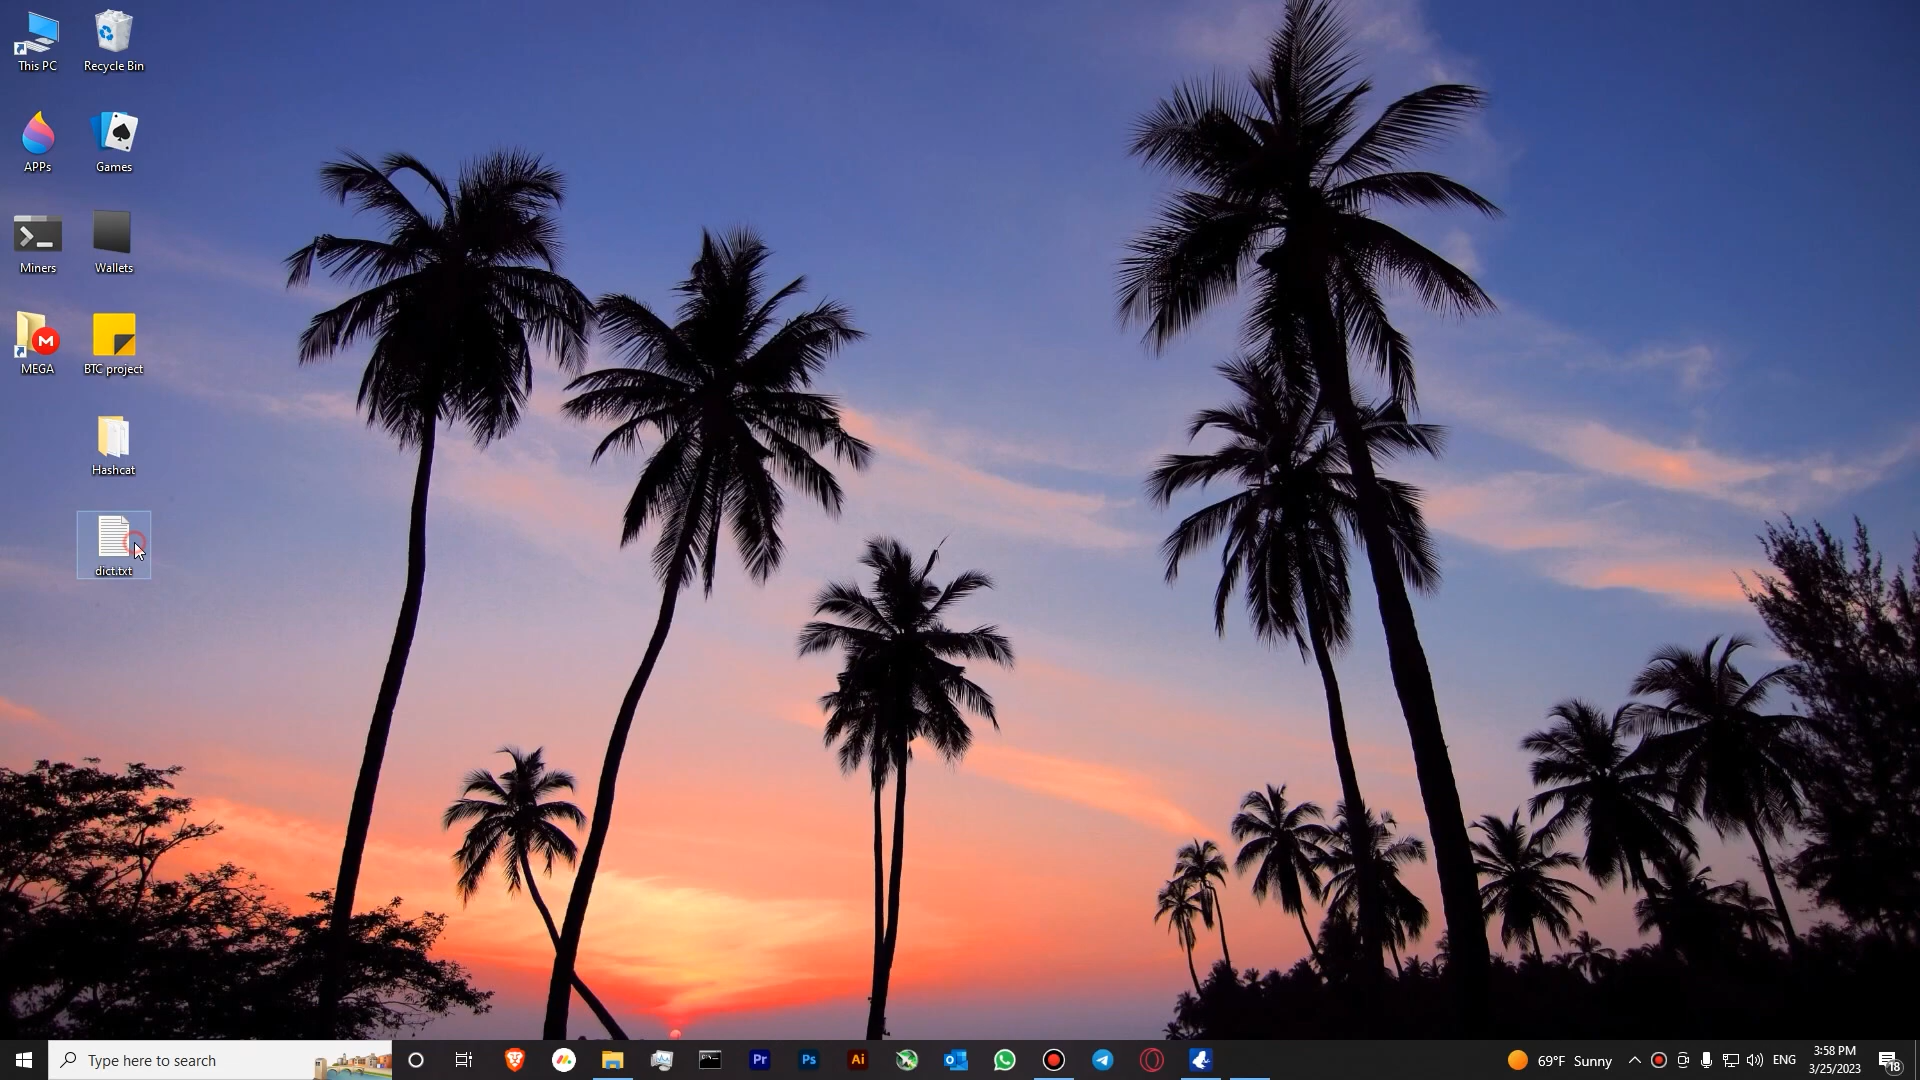 This PC
Recycle Bin
APPs
Games
Miners
Wallets
M
MEGA
BTC project
Hashcat
dict.txt
Type here to search
Pr
Ps
Ai
69°F Sunny
ENG
3:58 PM
3/25/2023
18